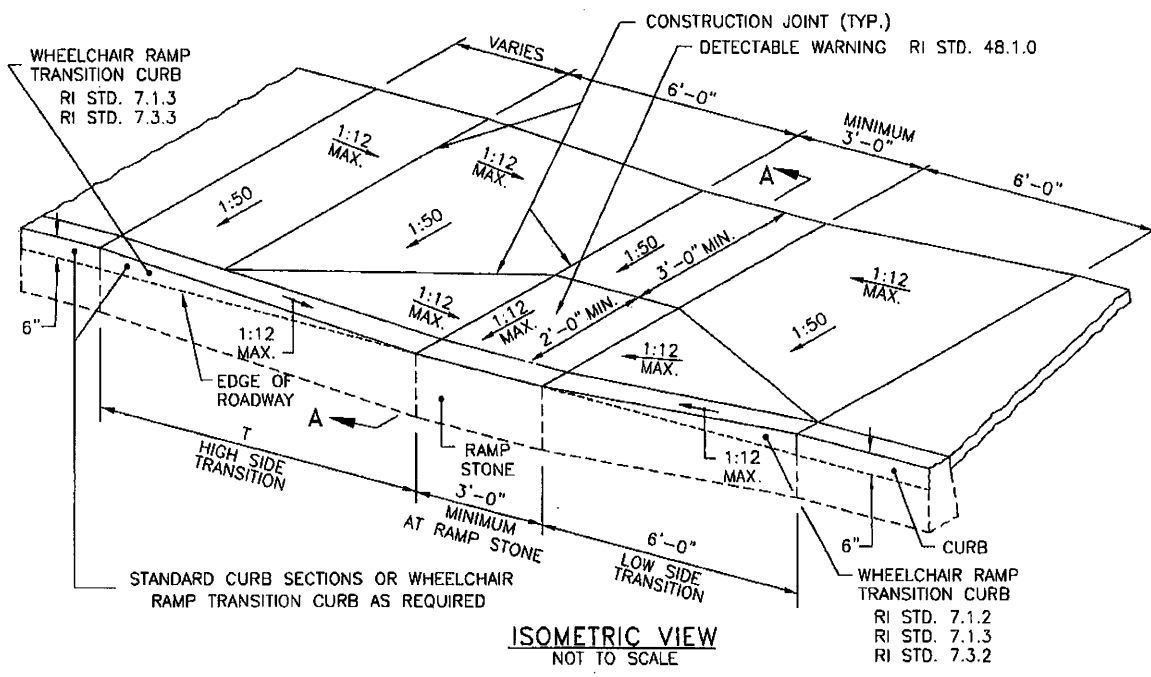 CONSTRUCTION JOINT (TYP.)
DETECTABLE WARNING RI STD. 48.1.0
WHEELCHAIR RAMP
TRANSITION CURB
RI STD. 7.1.3
RI STD. 7.3.3
VARIES
6'-0"
MINIMUM
3'-0"
6'-0"
1:12
MAX.
1:12
MAX.
A
1:50
1:50
1:50
3'-0" MIN.
1:12
MAX.
1:12
MAX.
1:12
MAX.
2'-0" MIN.
1:50
6"
1:12
MAX.
1:12
MAX.
EDGE OF
ROADWAY
A
RAMP
STONE
1:12
MAX.
T
HIGH SIDE
TRANSITION
3'-0"
MINIMUM
AT RAMP STONE
6'-0"
LOW SIDE
TRANSITION
6"
CURB
STANDARD CURB SECTIONS OR WHEELCHAIR
RAMP TRANSITION CURB AS REQUIRED
WHEELCHAIR RAMP
TRANSITION CURB
RI STD. 7.1.2
RI STD. 7.1.3
RI STD. 7.3.2
ISOMETRIC VIEW
NOT TO SCALE